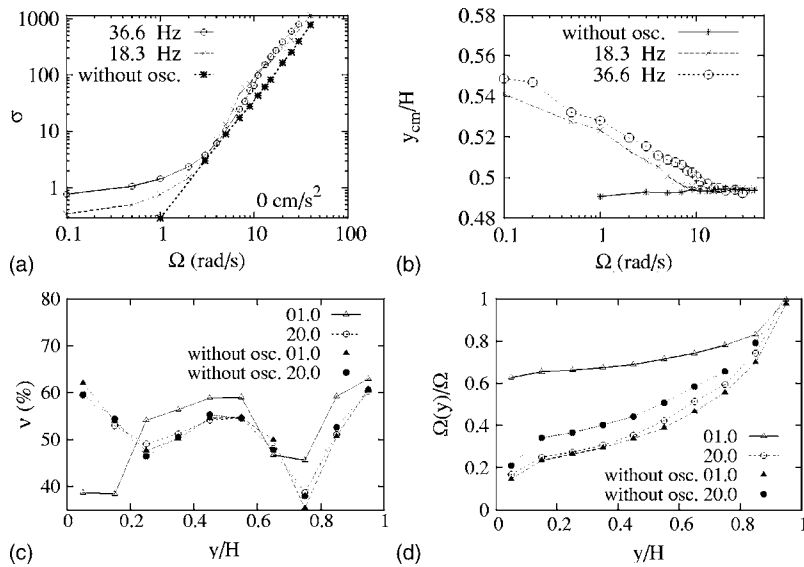 1000
100
10
1
σ
36.6 Hz
18.3 Hz
without osc.
0 cm/s²
0.1 1 10 100
Ω (rad/s)
(a)
0.58
0.56
0.54
0.52
0.5
0.48
y_cm/H
without osc.
18.3 Hz
36.6 Hz
0.1 1 10
Ω (rad/s)
(b)
80
70
60
50
40
ν (%)
01.0
20.0
without osc. 01.0
without osc. 20.0
0 0.2 0.4 0.6 0.8 1
y/H
(c)
1
0.8
0.6
0.4
0.2
0
Ω(y)/Ω
01.0
20.0
without osc. 01.0
without osc. 20.0
0 0.2 0.4 0.6 0.8 1
y/H
(d)